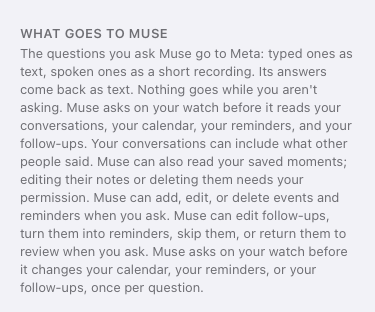 WHAT GOES TO MUSE
The questions you ask Muse go to Meta: typed ones as
text, spoken ones as a short recording. Its answers
come back as text. Nothing goes while you aren't
asking. Muse asks on your watch before it reads your
conversations, your calendar, your reminders, and your
follow-ups. Your conversations can include what other
people said. Muse can also read your saved moments;
editing their notes or deleting them needs your
permission. Muse can add, edit, or delete events and
reminders when you ask. Muse can edit follow-ups,
turn them into reminders, skip them, or return them to
review when you ask. Muse asks on your watch before
it changes your calendar, your reminders, or your
follow-ups, once per question.